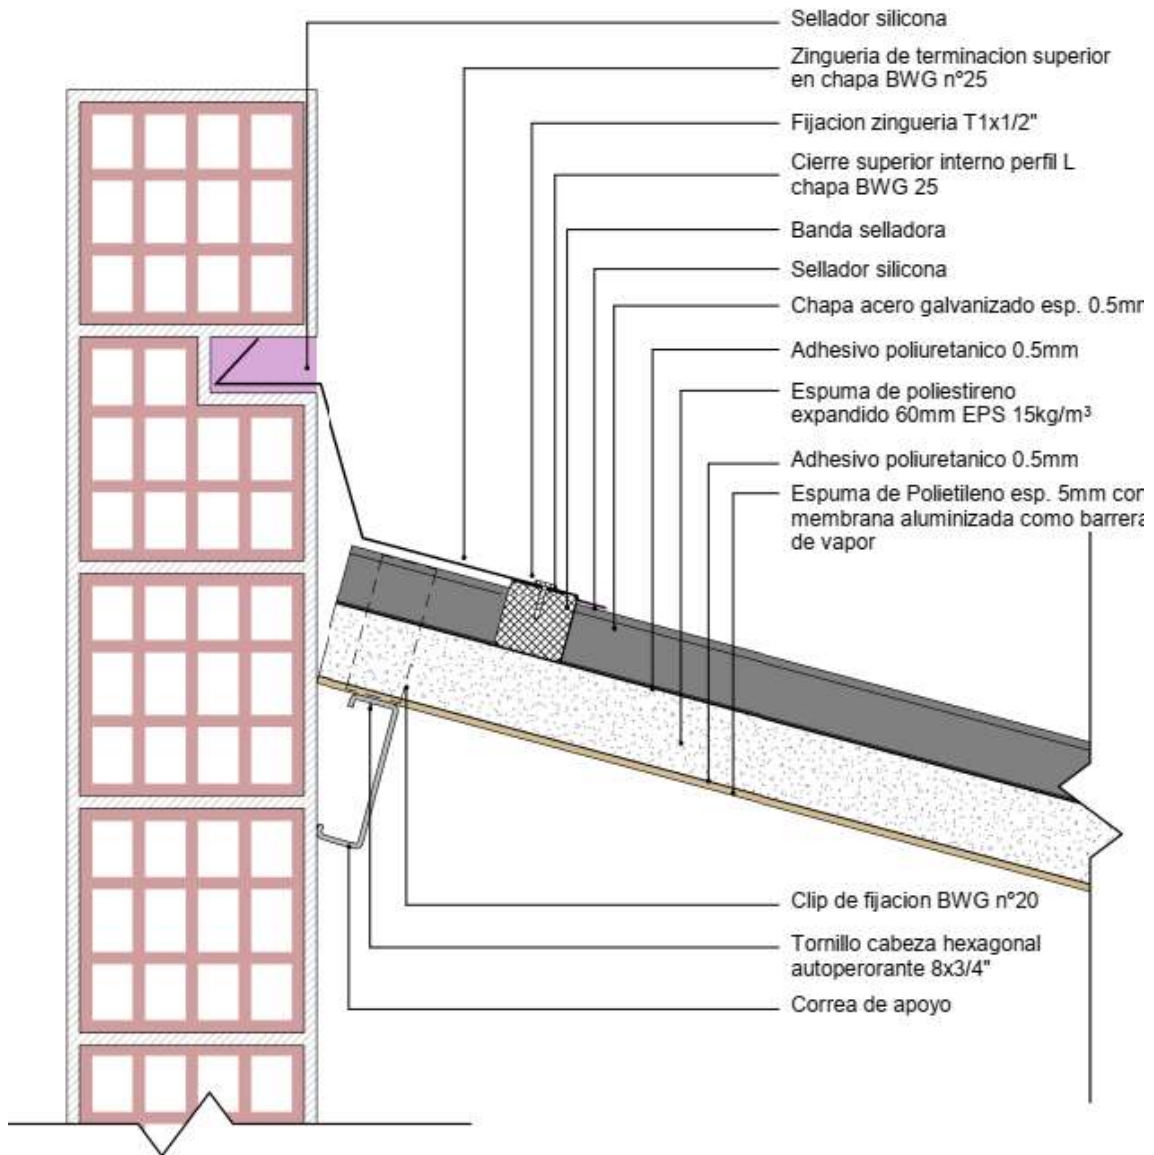 Sellador silicona
Zingueria de terminacion superior
en chapa BWG nº25
Fijacion zingueria T1x1/2"
Cierre superior interno perfil L
chapa BWG 25
Banda selladora
Sellador silicona
Chapa acero galvanizado esp. 0.5mm
Adhesivo poliuretanico 0.5mm
Espuma de poliestireno
expandido 60mm EPS 15kg/m³
Adhesivo poliuretanico 0.5mm
Espuma de Polietileno esp. 5mm con
membrana aluminizada como barrera
de vapor
Clip de fijacion BWG nº20
Tornillo cabeza hexagonal
autoperorante 8x3/4"
Correa de apoyo